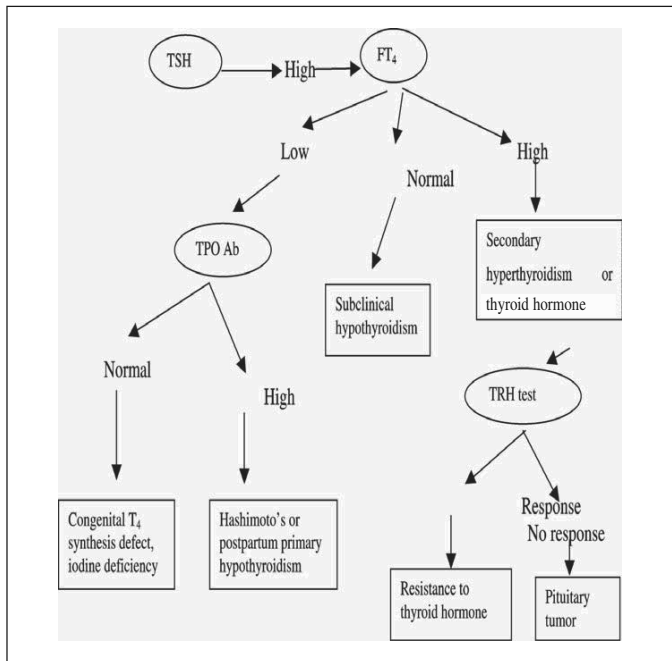 TSH
High
FT4
Low
Normal
High
TPO Ab
Secondary
hyperthyroidism or
thyroid hormone
Subclinical
hypothyroidism
Normal
High
TRH test
Response
No response
Congenital T4
synthesis defect,
iodine deficiency
Hashimoto's or
postpartum primary
hypothyroidism
Resistance to
thyroid hormone
Pituitary
tumor